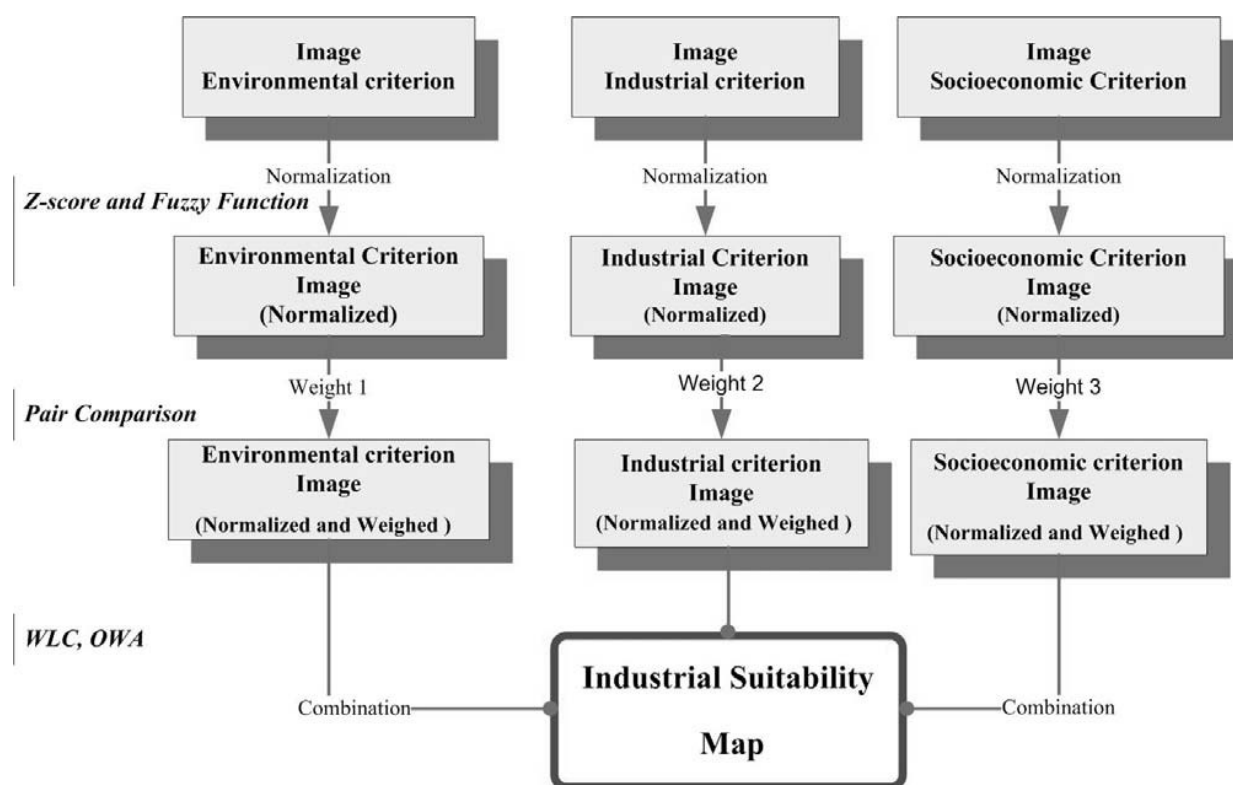 Image
Environmental criterion
Image
Industrial criterion
Image
Socioeconomic Criterion
Normalization
Normalization
Normalization
Z-score and Fuzzy Function
Environmental Criterion
Image
(Normalized)
Industrial Criterion
Image
(Normalized)
Socioeconomic Criterion
Image
(Normalized)
Weight 1
Weight 2
Weight 3
Pair Comparison
Environmental criterion
Image
(Normalized and Weighed )
Industrial criterion
Image
(Normalized and Weighed )
Socioeconomic criterion
Image
(Normalized and Weighed )
WLC, OWA
Combination
Industrial Suitability
Map
Combination